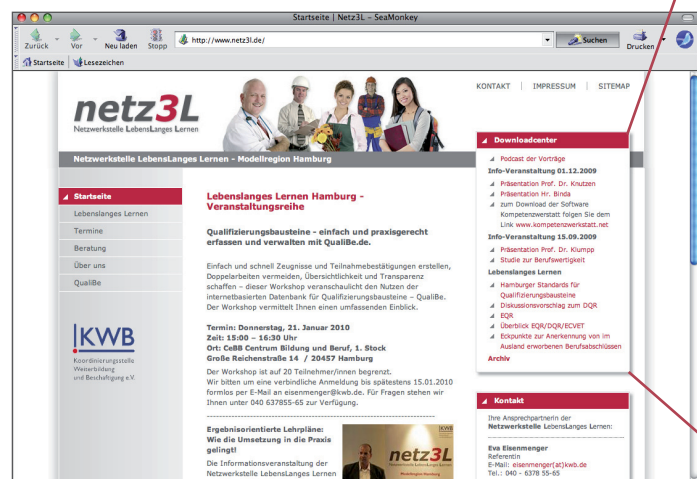 Startseite | Netz3L - SeaMonkey
Zurück
Vor
Neu laden
Stopp
http://www.netz3l.de/
Suchen
Drucken
Startseite
Lesezeichen
KONTAKT | IMPRESSUM | SITEMAP
netz3L
Netzwerkstelle LebensLanges Lernen
Netzwerkstelle LebensLanges Lernen - Modellregion Hamburg
Startseite
Lebenslanges Lernen
Termine
Beratung
Über uns
QualiBe
KWB
Koordinierungsstelle
Weiterbildung
und Beschäftigung e.V.
Lebenslanges Lernen Hamburg -
Veranstaltungsreihe
Qualifizierungsbausteine - einfach und praxisgerecht
erfassen und verwalten mit QualiBe.de.
Einfach und schnell Zeugnisse und Teilnahmebestätigungen erstellen,
Doppelarbeiten vermeiden, Übersichtlichkeit und Transparenz
schaffen – dieser Workshop veranschaulicht den Nutzen der
internetbasierten Datenbank für Qualifizierungsbausteine – QualiBe.
Der Workshop vermittelt Ihnen einen umfassenden Einblick.
Termin: Donnerstag, 21. Januar 2010
Zeit: 15:00 – 16:30 Uhr
Ort: CeBB Centrum Bildung und Beruf, 1. Stock
Große Reichenstraße 14 / 20457 Hamburg
Der Workshop ist auf 20 Teilnehmer/innen begrenzt.
Wir bitten um eine verbindliche Anmeldung bis spätestens 15.01.2010
formlos per E-Mail an eisenmenger@kwb.de. Für Fragen stehen wir
Ihnen unter 040 637855-65 zur Verfügung.
Ergebnisorientierte Lehrpläne:
Wie die Umsetzung in die Praxis
gelingt!
Die Informationsveranstaltung der
Netzwerkstelle LebensLanges Lernen
KWB
netz3L
Netzwerkstelle LebensLanges Lernen
Modellregion Hamburg
Downloadcenter
Podcast der Vorträge
Info-Veranstaltung 01.12.2009
Präsentation Prof. Dr. Knutzen
Präsentation Hr. Binda
zum Download der Software
Kompetenzwerstatt folgen Sie dem
Link www.kompetenzwerkstatt.net
Info-Veranstaltung 15.09.2009
Präsentation Prof. Dr. Klumpp
Studie zur Berufswertigkeit
Lebenslanges Lernen
Hamburger Standards für
Qualifizierungsbausteine
Diskussionsvorschlag zum DQR
EQR
Überblick EQR/DQR/ECVET
Eckpunkte zur Anerkennung von im
Ausland erworbenen Berufsabschlüssen
Archiv
Kontakt
Ihre Ansprechpartnerin der
Netzwerkstelle LebensLanges Lernen:
Eva Eisenmenger
Referentin
E-Mail: eisenmenger(at)kwb.de
Tel.: 040 - 6378 55-65